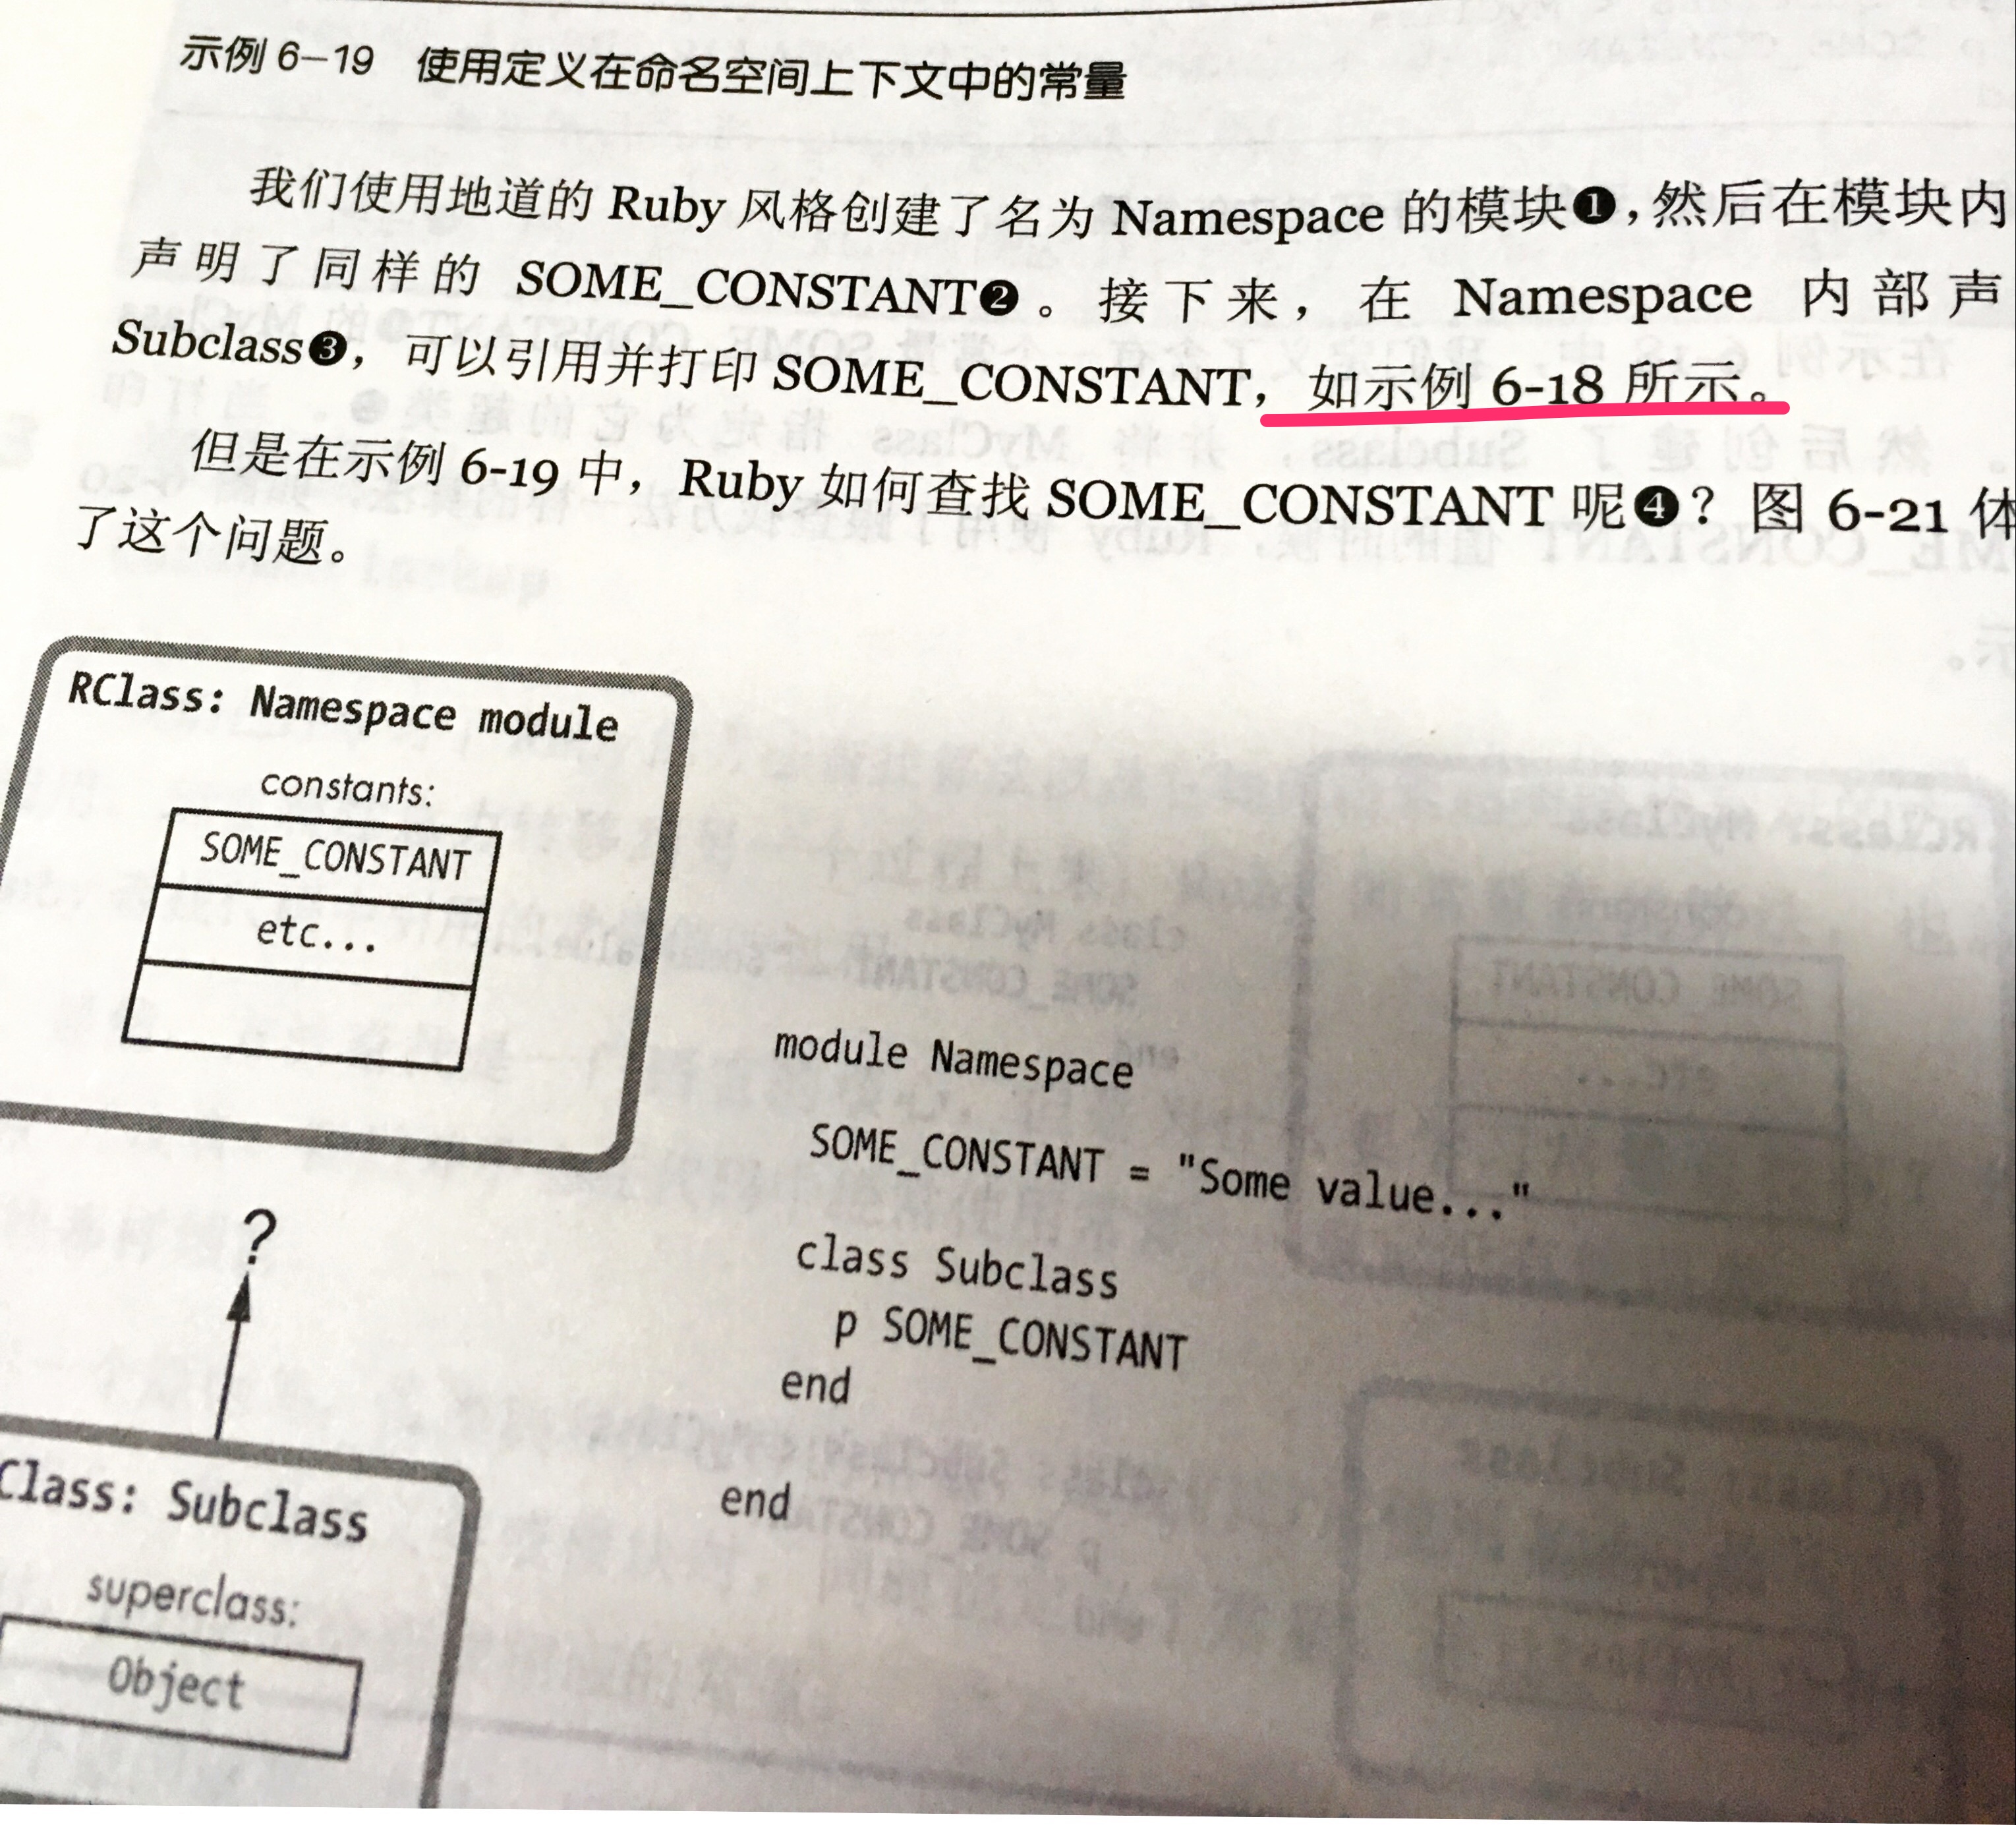 示例 6-19 使用定义在命名空间上下文中的常量
我们使用地道的 Ruby 风格创建了名为 Namespace 的模块❶,然后在模块内
声明了同样的 SOME_CONSTANT❷。接下来，在 Namespace 内部声
Subclass❸，可以引用并打印 SOME_CONSTANT，如示例 6-18 所示。
但是在示例 6-19 中，Ruby 如何查找 SOME_CONSTANT 呢❹？图 6-21 体
了这个问题。
RClass: Namespace module
constants:
SOME_CONSTANT
etc...
module Namespace
SOME_CONSTANT = "Some value..."
?
class Subclass
p SOME_CONSTANT
end
end
Class: Subclass
superclass:
Object